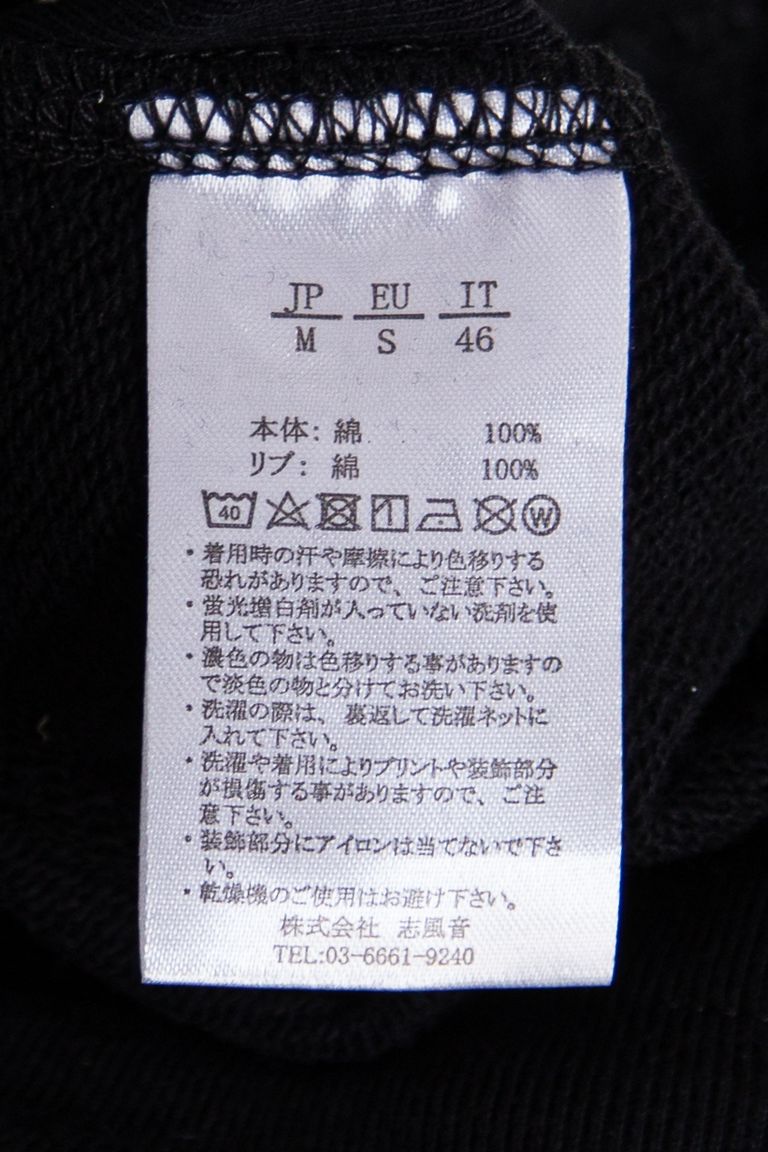 JP EU IT
M S 46
本体：綿 100%
リブ：綿 100%
40 W
・着用時の汗や摩擦により色移りする
恐れがありますので、ご注意下さい。
・蛍光増白剤が入っていない洗剤を使
用して下さい。
・濃色の物は色移りする事がありますの
で淡色の物と分けてお洗い下さい。
・洗濯の際は、裏返して洗濯ネットに
入れて下さい。
・洗濯や着用によりプリントや装飾部分
が損傷する事がありますので、ご注
意下さい。
・装飾部分にアイロンは当てないで下さ
い。
・乾燥機のご使用はお避け下さい。
株式会社 志風音
TEL:03-6661-9240